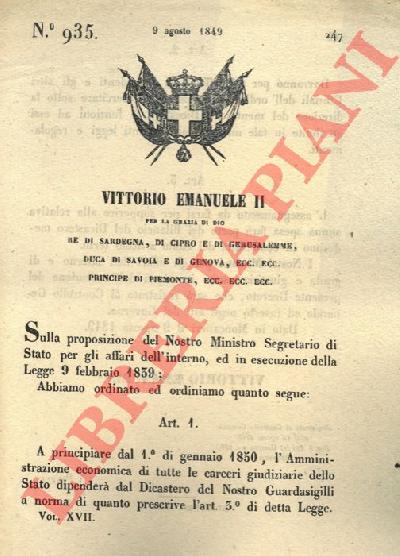 N.° 935.
9 agosto 1849
247
VITTORIO EMANUELE II
PER LA GRAZIA DI DIO
RE DI SARDEGNA, DI CIPRO E DI GERUSALEMME,
DUCA DI SAVOIA E DI GENOVA, ECC. ECC.
PRINCIPE DI PIEMONTE, ECC. ECC. ECC.
Sulla proposizione del Nostro Ministro Segretario di
Stato per gli affari dell'interno, ed in esecuzione della
Legge 9 febbraio 1859:
Abbiamo ordinato ed ordiniamo quanto segue:
Art. 1.
A principiare dal 1.° di gennaio 1850, l'Ammini-
strazione economica di tutte le carceri giudiziarie dello
Stato dipenderà dal Dicastero del Nostro Guardasigilli
a norma di quanto prescrive l'art. 3.° di detta Legge.
Vol. XVII.
LIBRERIA PIANI